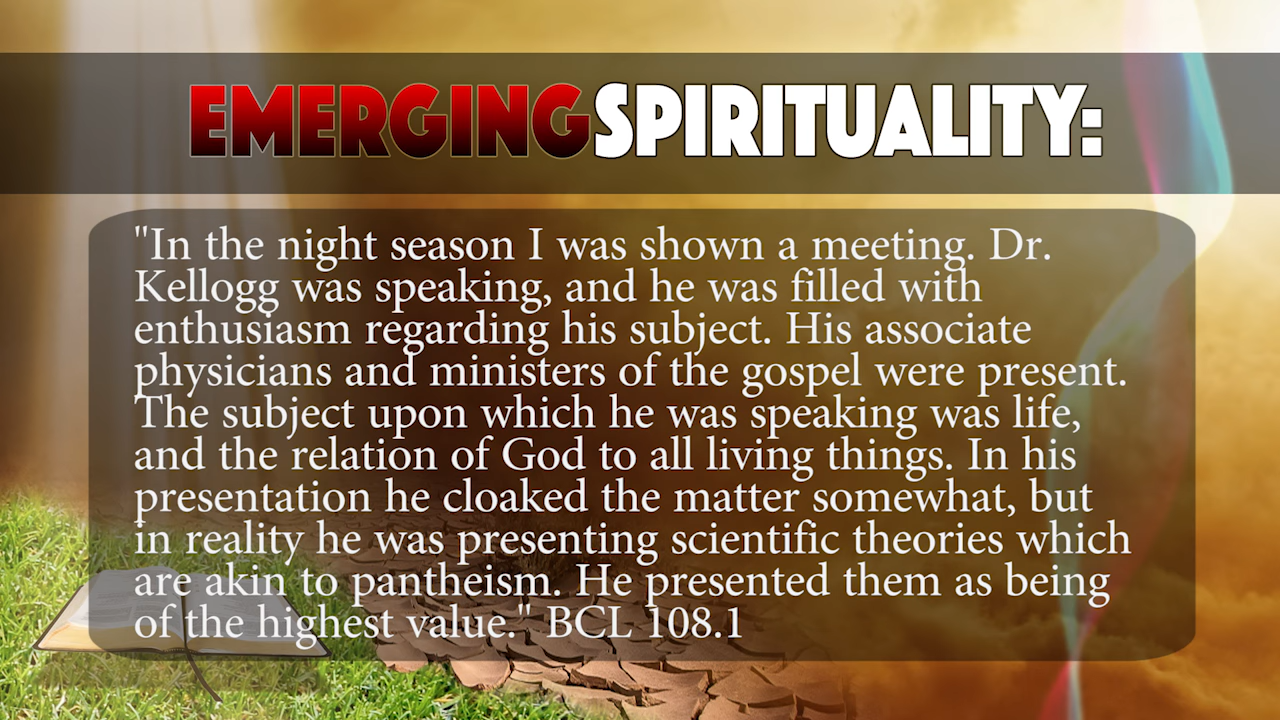 EMERGINGSPIRITUALITY:
"In the night season I was shown a meeting. Dr.
Kellogg was speaking, and he was filled with
enthusiasm regarding his subject. His associate
physicians and ministers of the gospel were present.
The subject upon which he was speaking was life,
and the relation of God to all living things. In his
presentation he cloaked the matter somewhat, but
in reality he was presenting scientific theories which
are akin to pantheism. He presented them as being
of the highest value." BCL 108.1